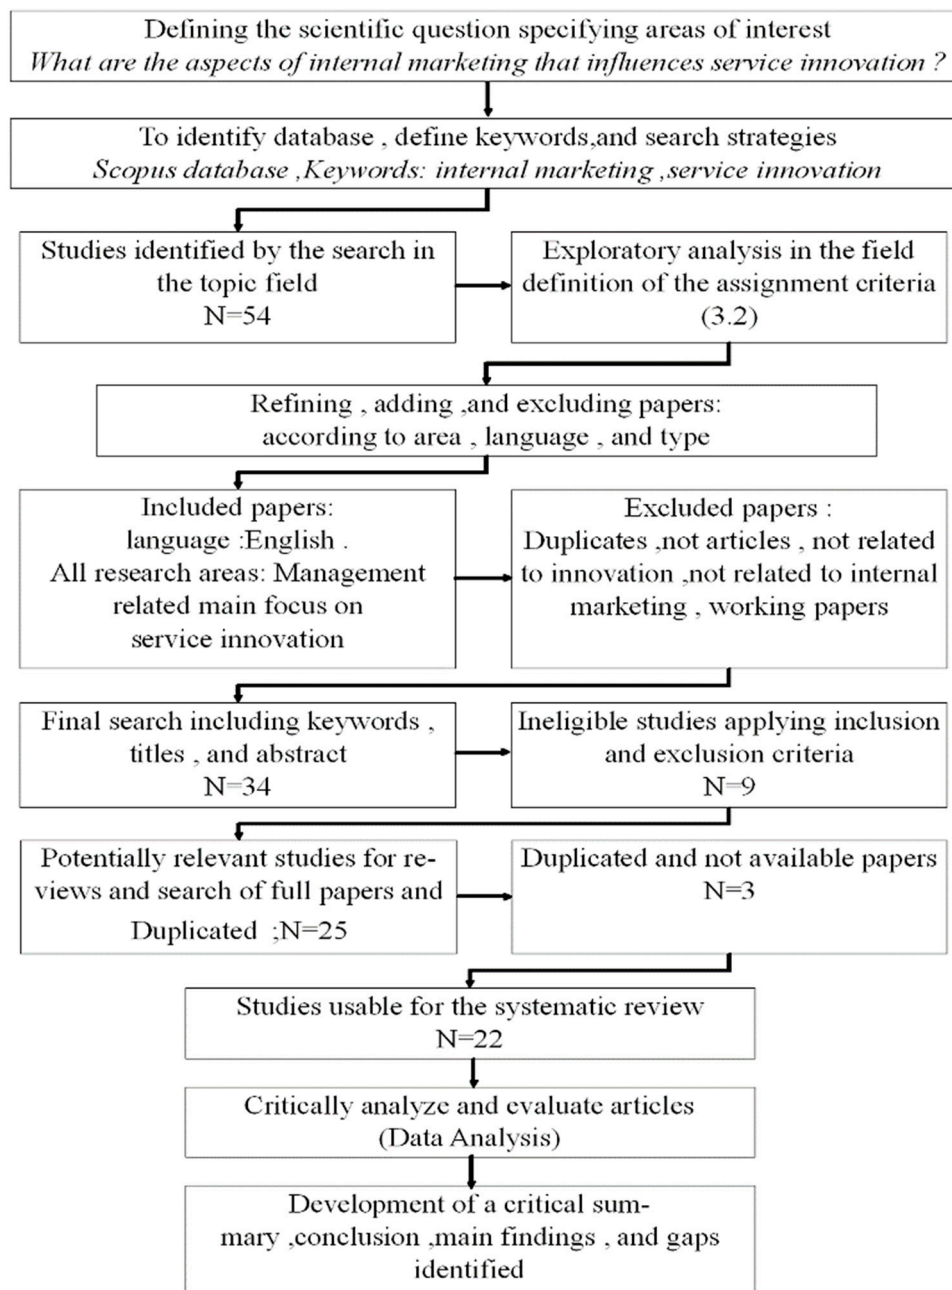 Defining the scientific question specifying areas of interest
What are the aspects of internal marketing that influences service innovation ?
To identify database , define keywords,and search strategies
Scopus database ,Keywords: internal marketing ,service innovation
Studies identified by the search in
the topic field
N=54
Exploratory analysis in the field
definition of the assignment criteria
(3.2)
Refining , adding ,and excluding papers:
according to area , language , and type
Included papers:
language :English .
All research areas: Management
related main focus on
service innovation
Excluded papers :
Duplicates ,not articles , not related
to innovation ,not related to internal
marketing , working papers
Final search including keywords ,
titles , and abstract
N=34
Ineligible studies applying inclusion
and exclusion criteria
N=9
Potentially relevant studies for re-
views and search of full papers and
Duplicated ;N=25
Duplicated and not available papers
N=3
Studies usable for the systematic review
N=22
Critically analyze and evaluate articles
(Data Analysis)
Development of a critical sum-
mary ,conclusion ,main findings , and gaps
identified